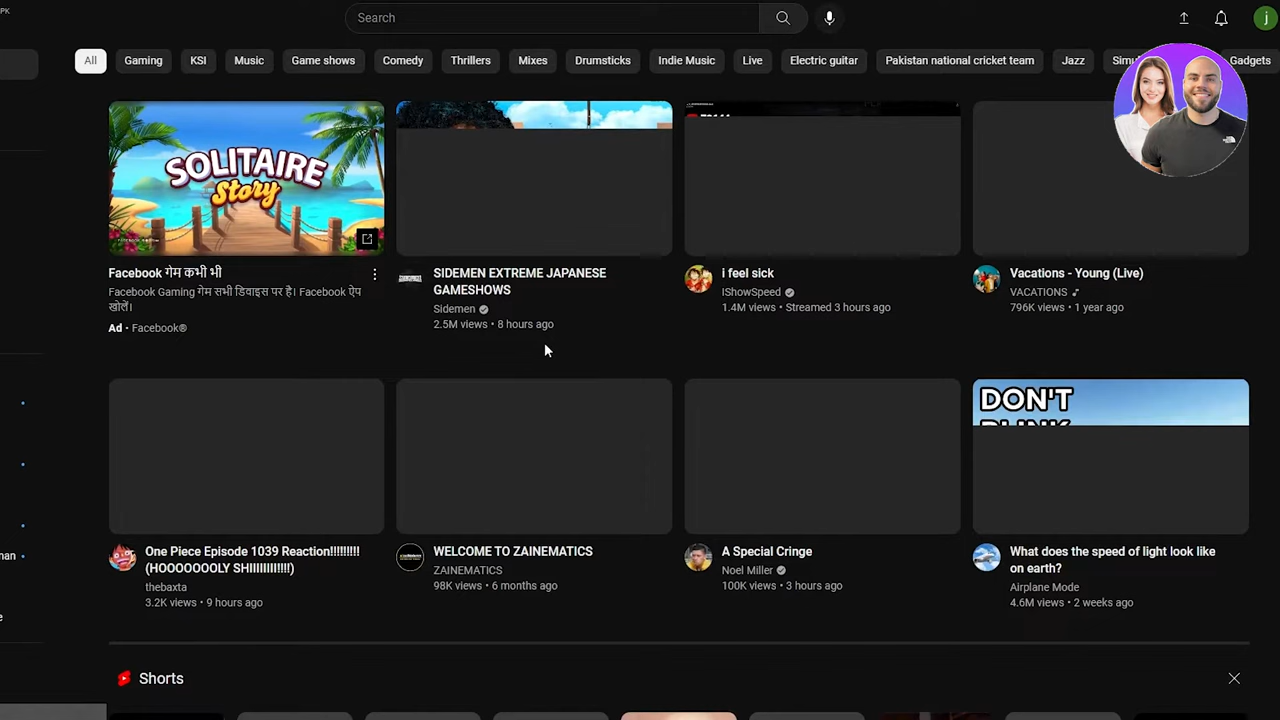 PK
Search
j
All
Gaming
KSI
Music
Game shows
Comedy
Thrillers
Mixes
Drumsticks
Indie Music
Live
Electric guitar
Pakistan national cricket team
Jazz
Gadgets
SOLITAIRE
Story
Facebook गेम कभी भी
Facebook Gaming गेम सभी डिवाइस पर है। Facebook ऐप
खोलें।
Ad • Facebook®
SIDEMEN EXTREME JAPANESE
GAMESHOWS
Sidemen
2.5M views • 8 hours ago
i feel sick
IShowSpeed
1.4M views • Streamed 3 hours ago
Vacations - Young (Live)
VACATIONS
796K views • 1 year ago
DON'T
One Piece Episode 1039 Reaction!!!!!!!!!
(HOOOOOOLY SHIIIIIIII!!!!)
thebaxta
3.2K views • 9 hours ago
WELCOME TO ZAINEMATICS
ZAINEMATICS
98K views • 6 months ago
A Special Cringe
Noel Miller
100K views • 3 hours ago
What does the speed of light look like
on earth?
Airplane Mode
4.6M views • 2 weeks ago
man
Shorts